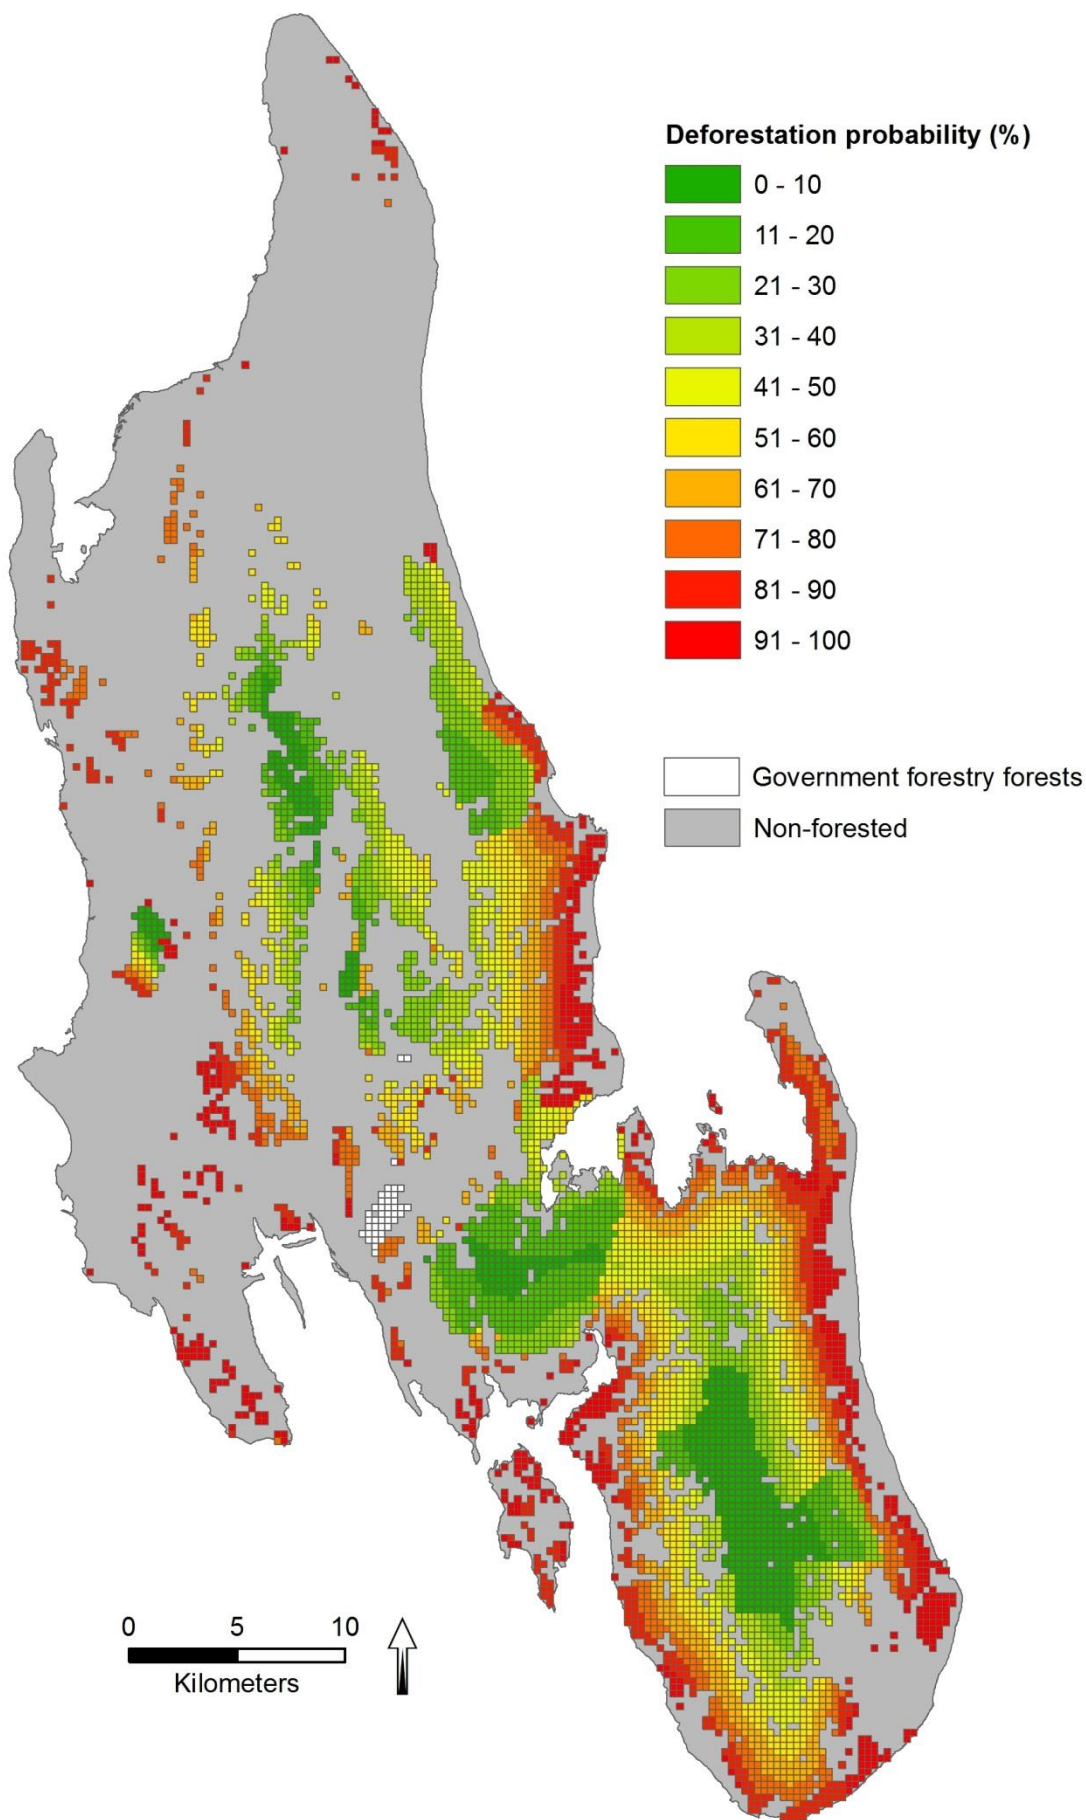 Deforestation probability (%)
0 - 10
11 - 20
21 - 30
31 - 40
41 - 50
51 - 60
61 - 70
71 - 80
81 - 90
91 - 100
Government forestry forests
Non-forested
0 5 10
Kilometers